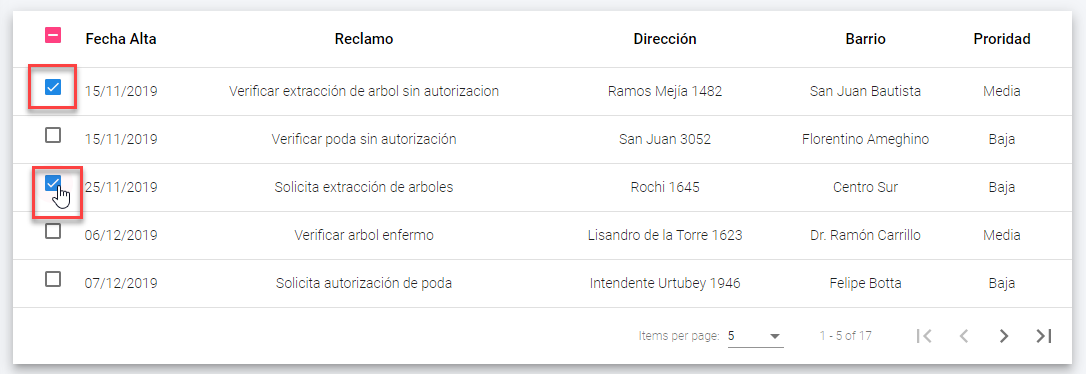 Fecha Alta Reclamo Dirección Barrio Proridad
15/11/2019 Verificar extracción de arbol sin autorizacion Ramos Mejía 1482 San Juan Bautista Media
15/11/2019 Verificar poda sin autorización San Juan 3052 Florentino Ameghino Baja
25/11/2019 Solicita extracción de arboles Rochi 1645 Centro Sur Baja
06/12/2019 Verificar arbol enfermo Lisandro de la Torre 1623 Dr. Ramón Carrillo Media
07/12/2019 Solicita autorización de poda Intendente Urtubey 1946 Felipe Botta Baja
Items per page: 5 1 - 5 of 17